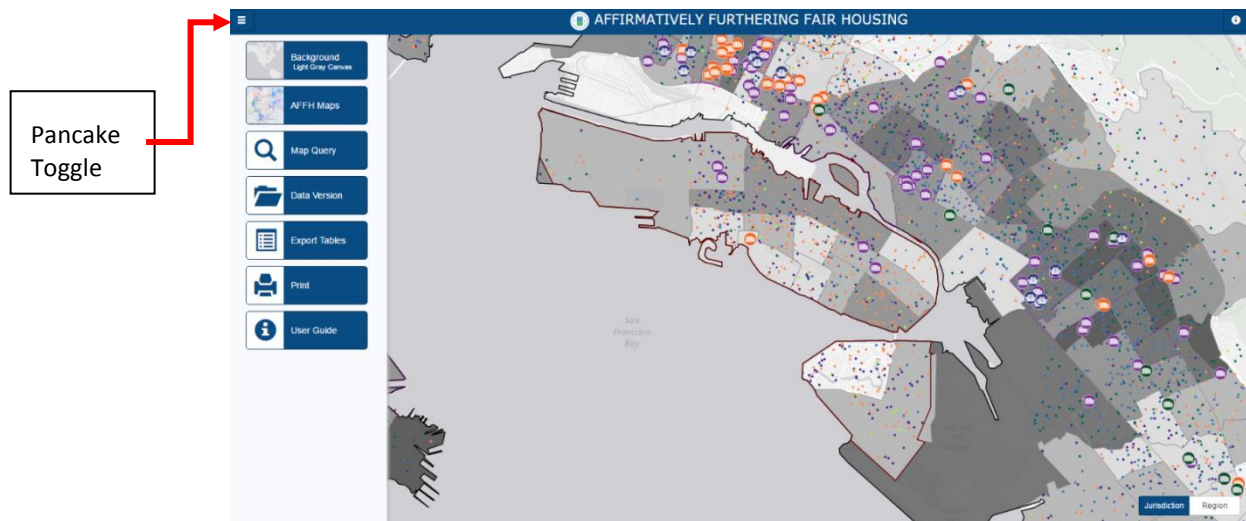 AFFIRMATIVELY FURTHERING FAIR HOUSING
Pancake
Toggle
Background
Light Gray Canvas
AFFH Maps
Map Query
Data Version
Export Tables
Print
User Guide
San
Francisco
Bay
Jurisdiction
Region